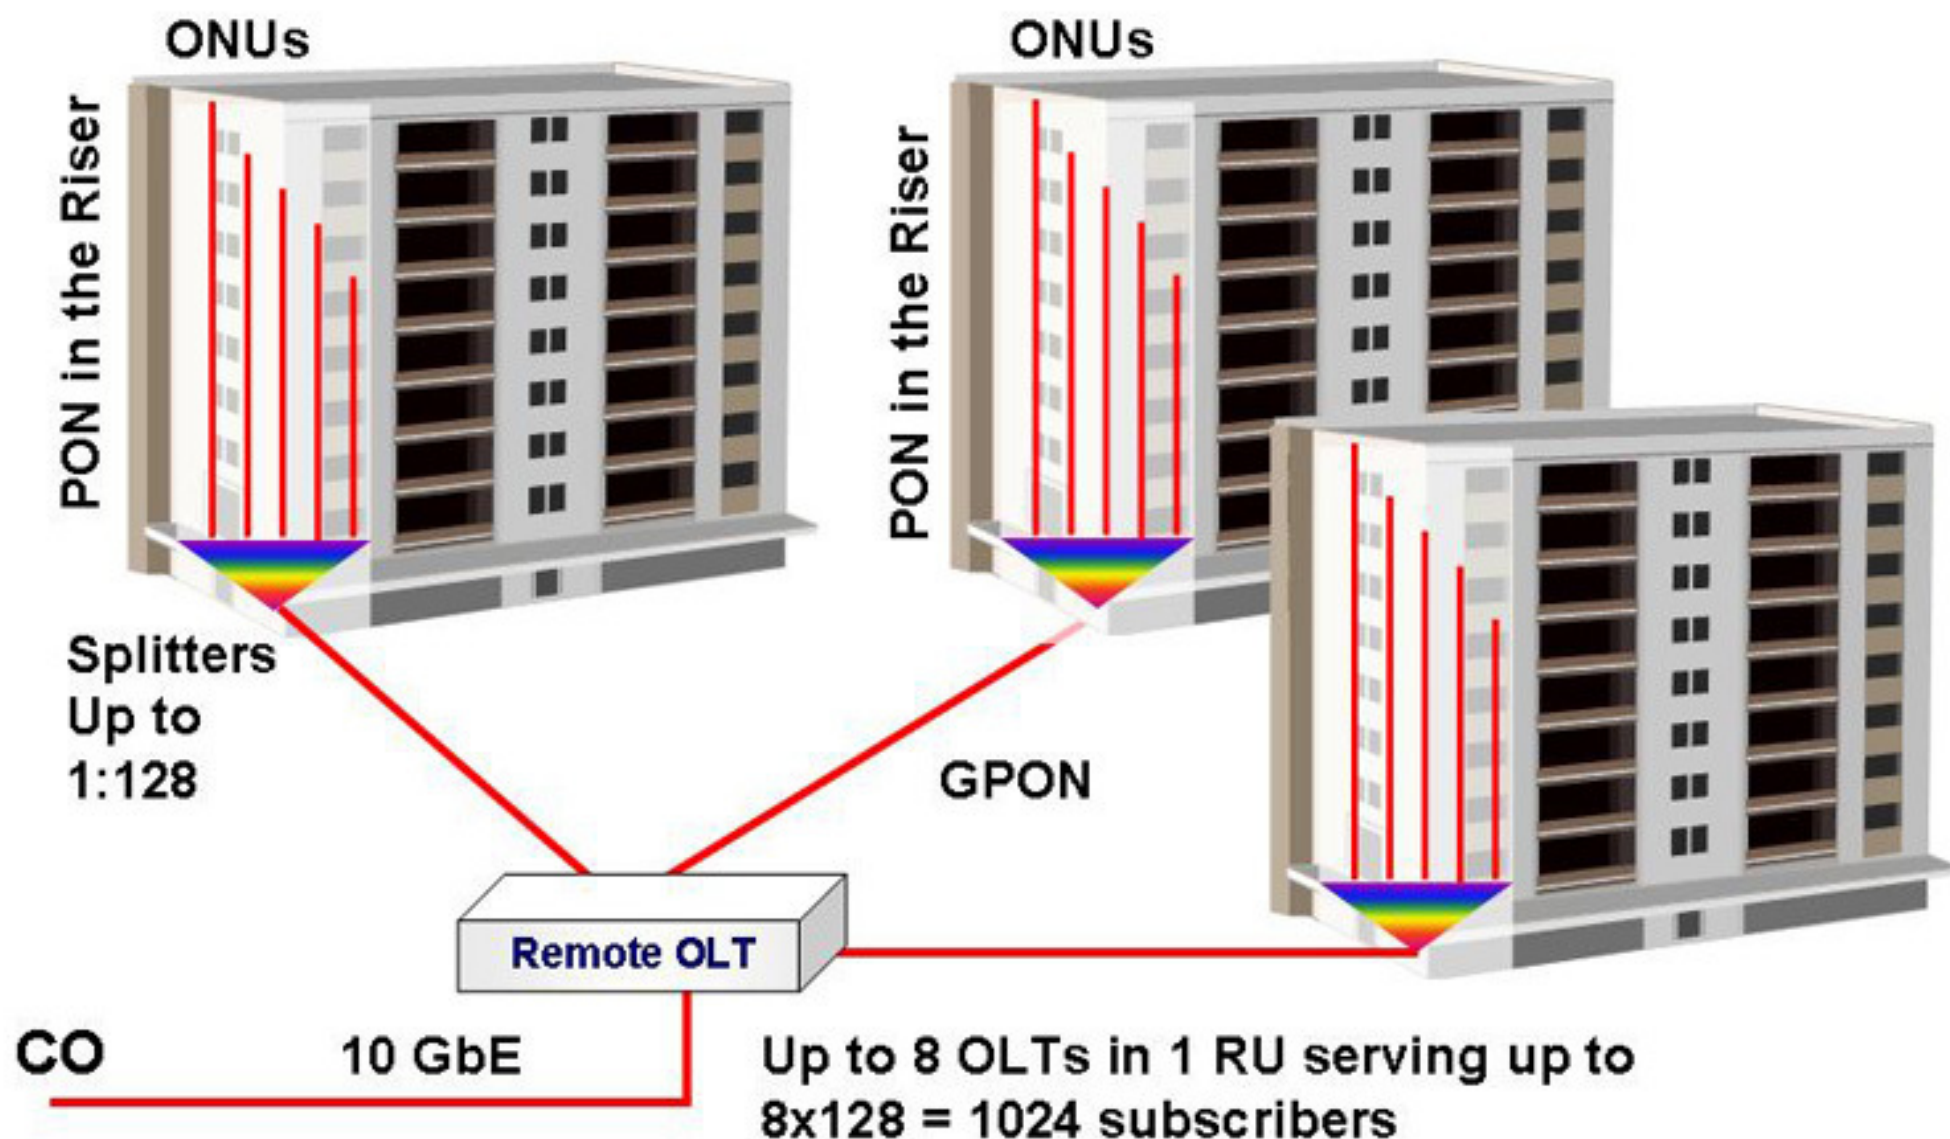 ONUs
ONUs
PON in the Riser
PON in the Riser
Splitters
Up to
1:128
GPON
Remote OLT
CO
10 GbE
Up to 8 OLTs in 1 RU serving up to
8x128 = 1024 subscribers